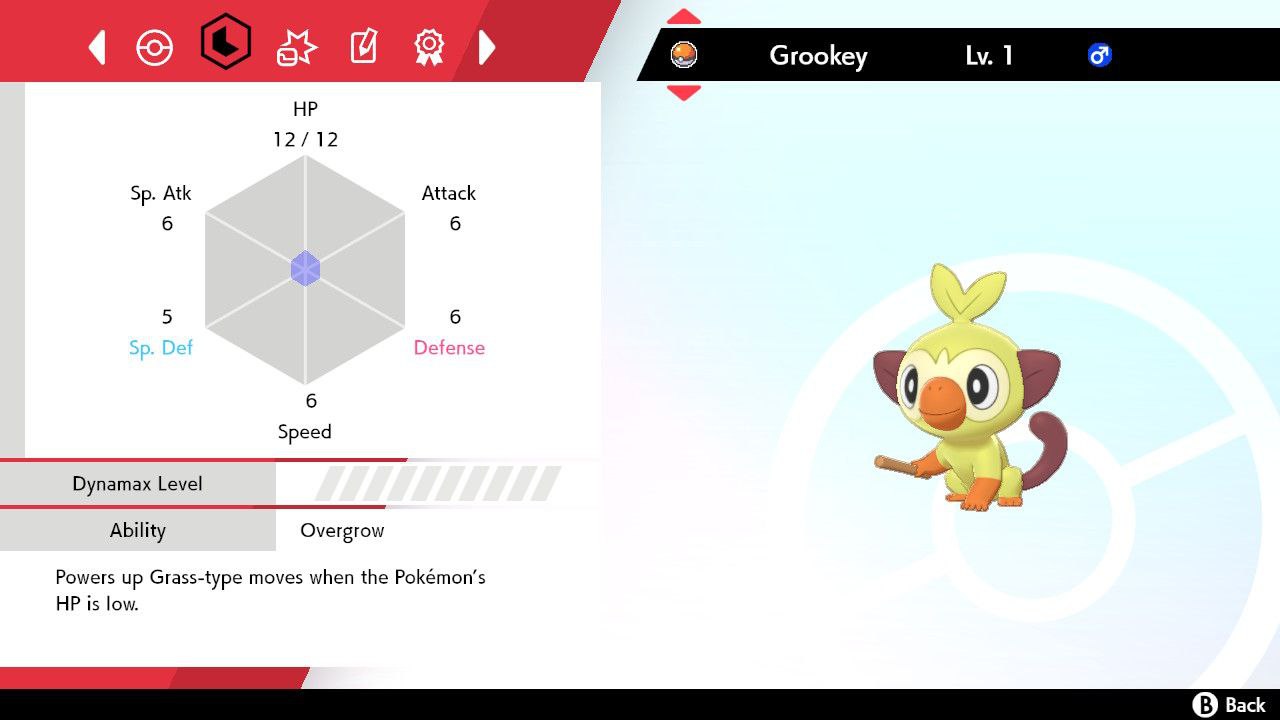 Grookey Lv. 1 ♂
HP
12 / 12
Sp. Atk
6
Attack
6
5
Sp. Def
6
Defense
6
Speed
Dynamax Level
Ability Overgrow
Powers up Grass-type moves when the Pokémon's
HP is low.
B Back